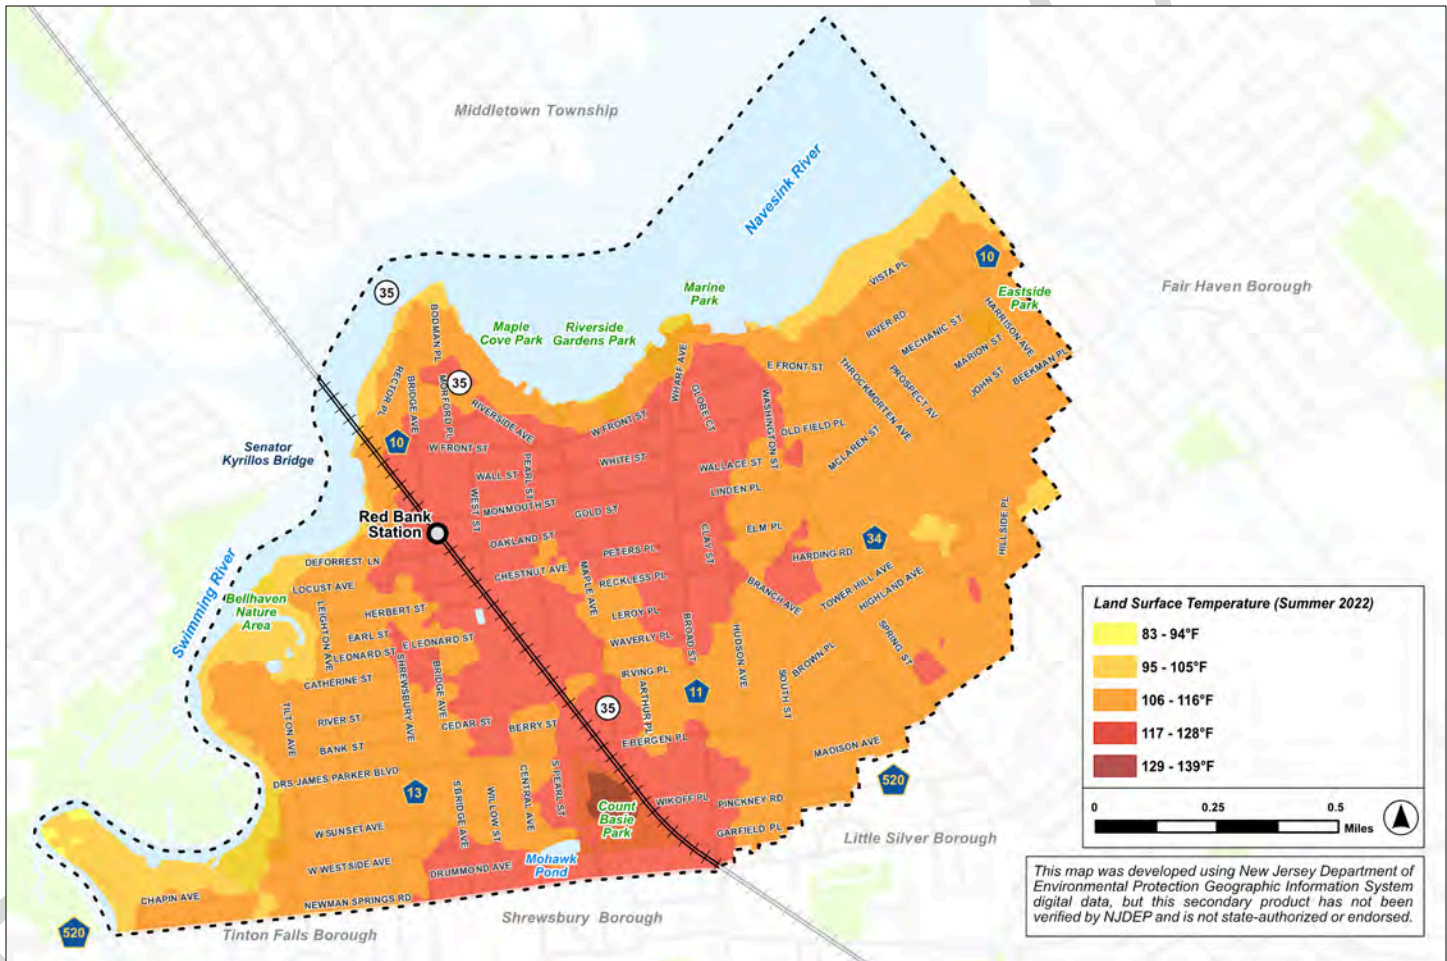 Middletown Township
Navesink River
Fair Haven Borough
35
10
Marine
Park
Eastside
Park
Maple
Cove Park
Riverside
Gardens Park
VISTA PL
RIVER RD
MECHANIC ST
HARRISON AVE
MARION ST
BEEKMAN PL
JOHN ST
PROSPECT AV
THROCKMORTEN AVE
E FRONT ST
MCLAREN ST
OLD FIELD PL
WASHINGTON ST
WHARF AVE
GLOBE CT
BODMAN PL
RECTOR PL
BRIDGE AVE
MORFORD PL
35
RIVERSIDE AVE
W FRONT ST
10
W FRONT ST
Senator
Kyrillos Bridge
WALL ST
PEARL ST
WHITE ST
WALLACE ST
LINDEN PL
WEST ST
MONMOUTH ST
GOLD ST
Red Bank
Station
OAKLAND ST
PETERS PL
CLAY ST
ELM PL
34
HILLSIDE PL
HARDING RD
DEFORREST LN
CHESTNUT AVE
MAPLE AVE
RECKLESS PL
BRANCH AVE
TOWER HILL AVE
HIGHLAND AVE
LOCUST AVE
Swimming River
Bellhaven
Nature
Area
LEIGHTON AVE
HERBERT ST
LEROY PL
BROAD ST
HUDSON AVE
SPRING ST
EARL ST
E LEONARD ST
WAVERLY PL
LEONARD ST
SHREWSBURY AVE
BRIDGE AVE
BROWN PL
CATHERINE ST
IRVING PL
ARTHUR PL
11
SOUTH ST
TILTON AVE
RIVER ST
CEDAR ST
BERRY ST
35
BANK ST
E BERGEN PL
MADISON AVE
DRS JAMES PARKER BLVD
13
S BRIDGE AVE
WILLOW ST
CENTRAL AVE
S PEARL ST
Count
Basie
Park
WIKOFF PL
PINCKNEY RD
520
W SUNSET AVE
GARFIELD PL
Little Silver Borough
W WESTSIDE AVE
DRUMMOND AVE
Mohawk
Pond
CHAPIN AVE
NEWMAN SPRINGS RD
Shrewsbury Borough
520
Tinton Falls Borough
Land Surface Temperature (Summer 2022)
83 - 94°F
95 - 105°F
106 - 116°F
117 - 128°F
129 - 139°F
0 0.25 0.5
Miles
This map was developed using New Jersey Department of
Environmental Protection Geographic Information System
digital data, but this secondary product has not been
verified by NJDEP and is not state-authorized or endorsed.